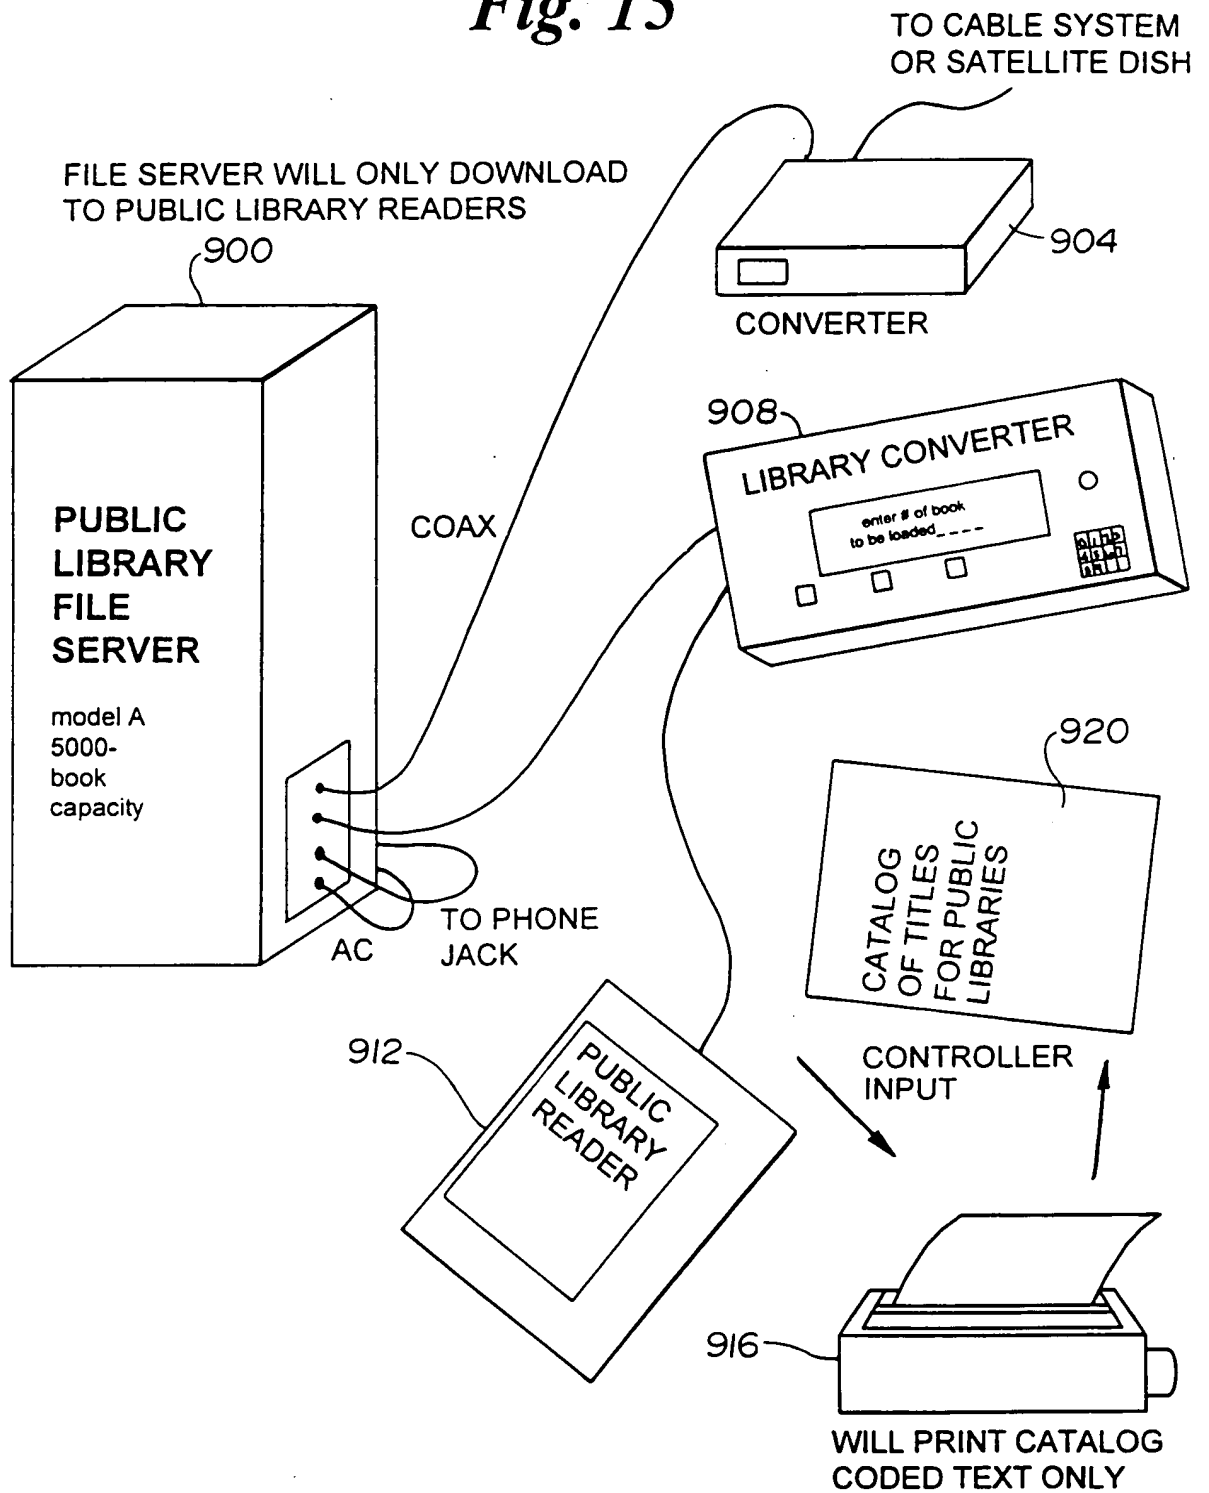 Fig. 15
TO CABLE SYSTEM
OR SATELLITE DISH
FILE SERVER WILL ONLY DOWNLOAD
TO PUBLIC LIBRARY READERS
900
904
CONVERTER
908
LIBRARY CONVERTER
enter # of book
to be loaded_ _ _ _
COAX
PUBLIC
LIBRARY
FILE
SERVER
model A
5000-
book
capacity
920
CATALOG
OF TITLES
FOR PUBLIC
LIBRARIES
TO PHONE
JACK
AC
912
PUBLIC
LIBRARY
READER
CONTROLLER
INPUT
916
WILL PRINT CATALOG
CODED TEXT ONLY